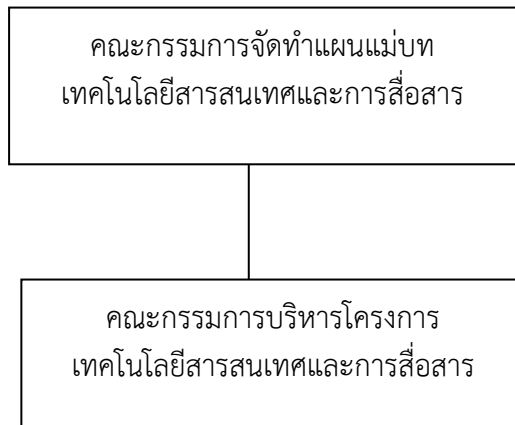 คณะกรรมการจัดทำแผนแม่บท
เทคโนโลยีสารสนเทศและการสื่อสาร
คณะกรรมการบริหารโครงการ
เทคโนโลยีสารสนเทศและการสื่อสาร